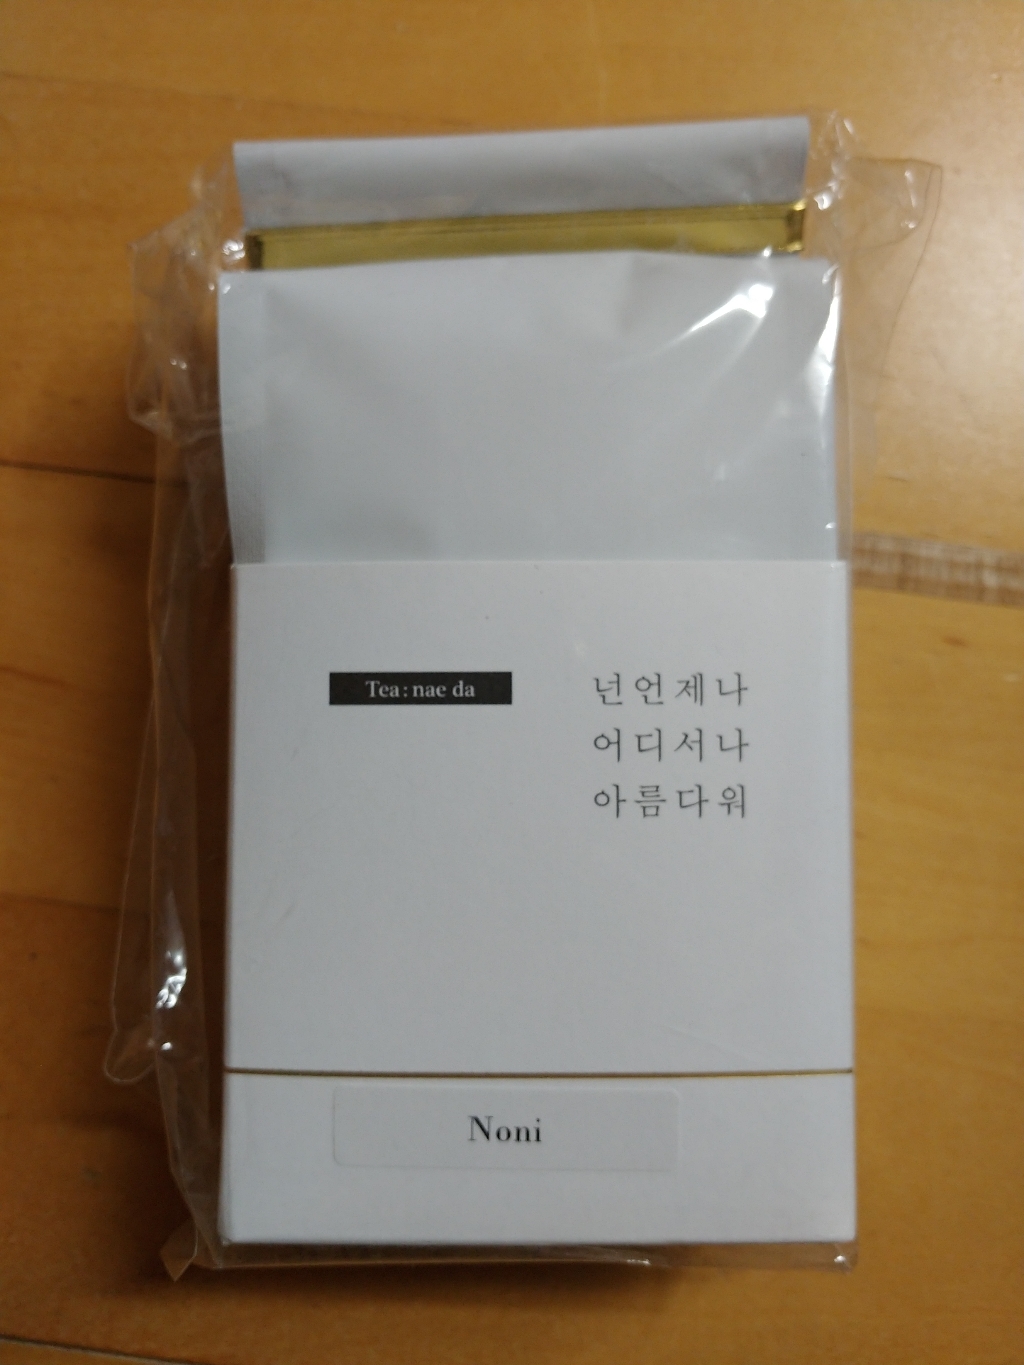 Tea : nae da
넌언제나
어디서나
아름다워
Noni